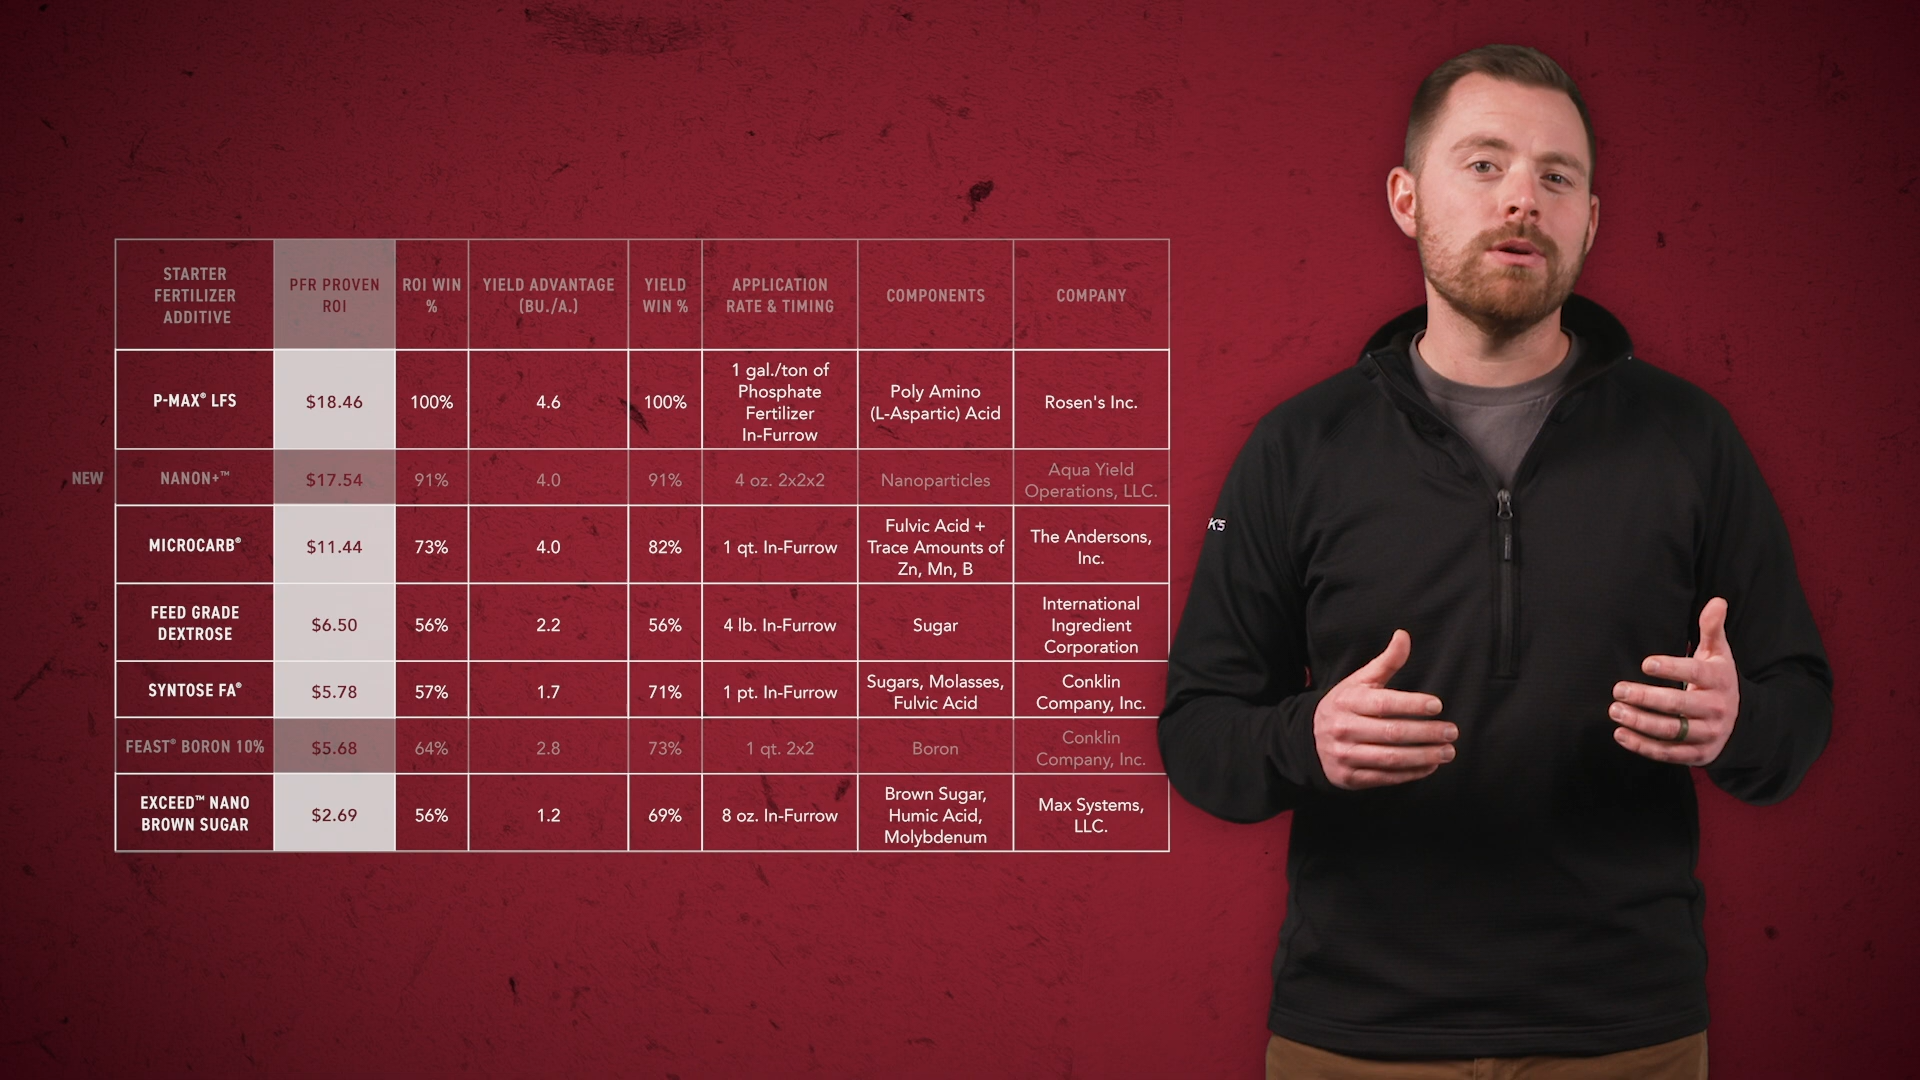 STARTER
FERTILIZER
ADDITIVE
PFR PROVEN
ROI
ROI WIN
%
YIELD ADVANTAGE
(BU./A.)
YIELD
WIN %
APPLICATION
RATE & TIMING
COMPONENTS
COMPANY
P-MAX® LFS
$18.46
100%
4.6
100%
1 gal./ton of
Phosphate
Fertilizer
In-Furrow
Poly Amino
(L-Aspartic) Acid
Rosen's Inc.
NEW
NANON+™
$17.54
91%
4.0
91%
4 oz. 2x2x2
Nanoparticles
Aqua Yield
Operations, LLC.
MICROCARB®
$11.44
73%
4.0
82%
1 qt. In-Furrow
Fulvic Acid +
Trace Amounts of
Zn, Mn, B
The Andersons,
Inc.
FEED GRADE
DEXTROSE
$6.50
56%
2.2
56%
4 lb. In-Furrow
Sugar
International
Ingredient
Corporation
SYNTOSE FA®
$5.78
57%
1.7
71%
1 pt. In-Furrow
Sugars, Molasses,
Fulvic Acid
Conklin
Company, Inc.
FEAST® BORON 10%
$5.68
64%
2.8
73%
1 qt. 2x2
Boron
Conklin
Company, Inc.
EXCEED™ NANO
BROWN SUGAR
$2.69
56%
1.2
69%
8 oz. In-Furrow
Brown Sugar,
Humic Acid,
Molybdenum
Max Systems,
LLC.